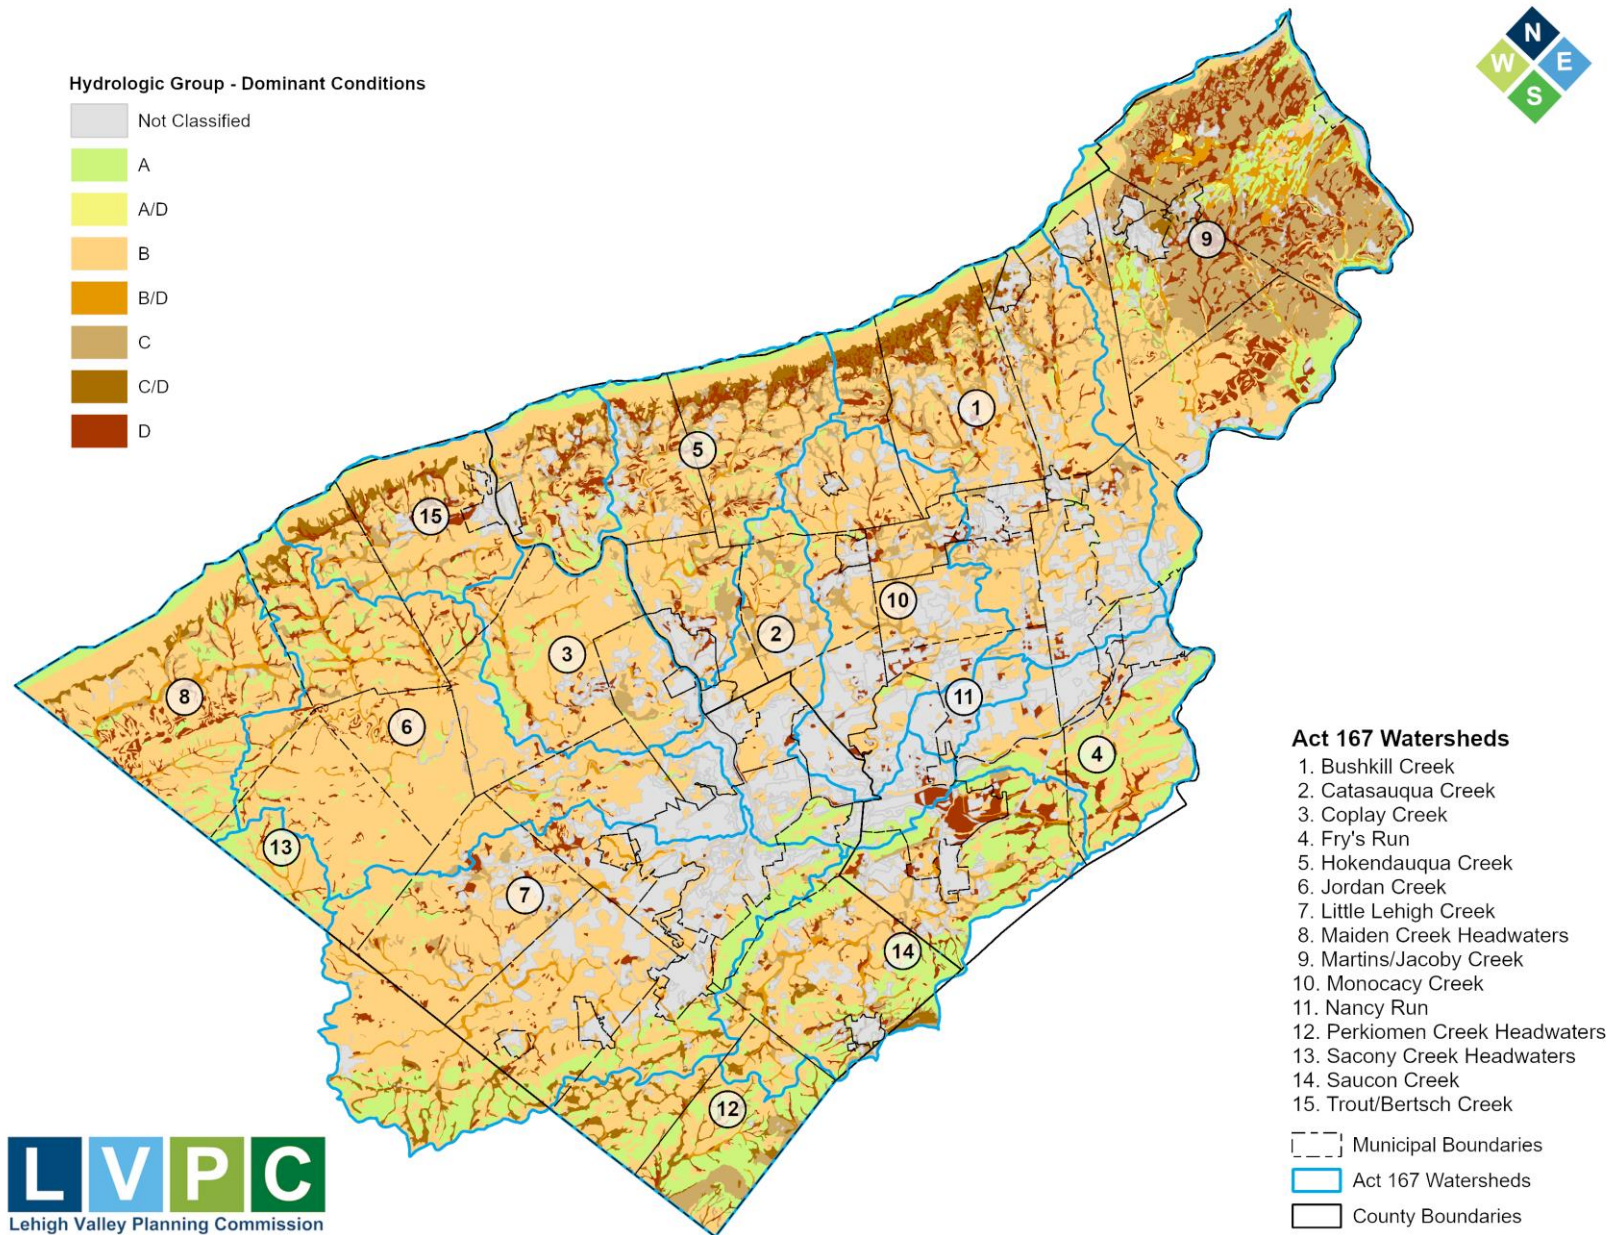 Hydrologic Group - Dominant Conditions
Not Classified
A
A/D
B
B/D
C
C/D
D
N
W
E
S
9
1
5
15
10
2
3
8
11
6
4
13
7
14
12
Act 167 Watersheds
1. Bushkill Creek
2. Catasauqua Creek
3. Coplay Creek
4. Fry's Run
5. Hokendauqua Creek
6. Jordan Creek
7. Little Lehigh Creek
8. Maiden Creek Headwaters
9. Martins/Jacoby Creek
10. Monocacy Creek
11. Nancy Run
12. Perkiomen Creek Headwaters
13. Sacony Creek Headwaters
14. Saucon Creek
15. Trout/Bertsch Creek
Municipal Boundaries
Act 167 Watersheds
County Boundaries
LVPC
Lehigh Valley Planning Commission